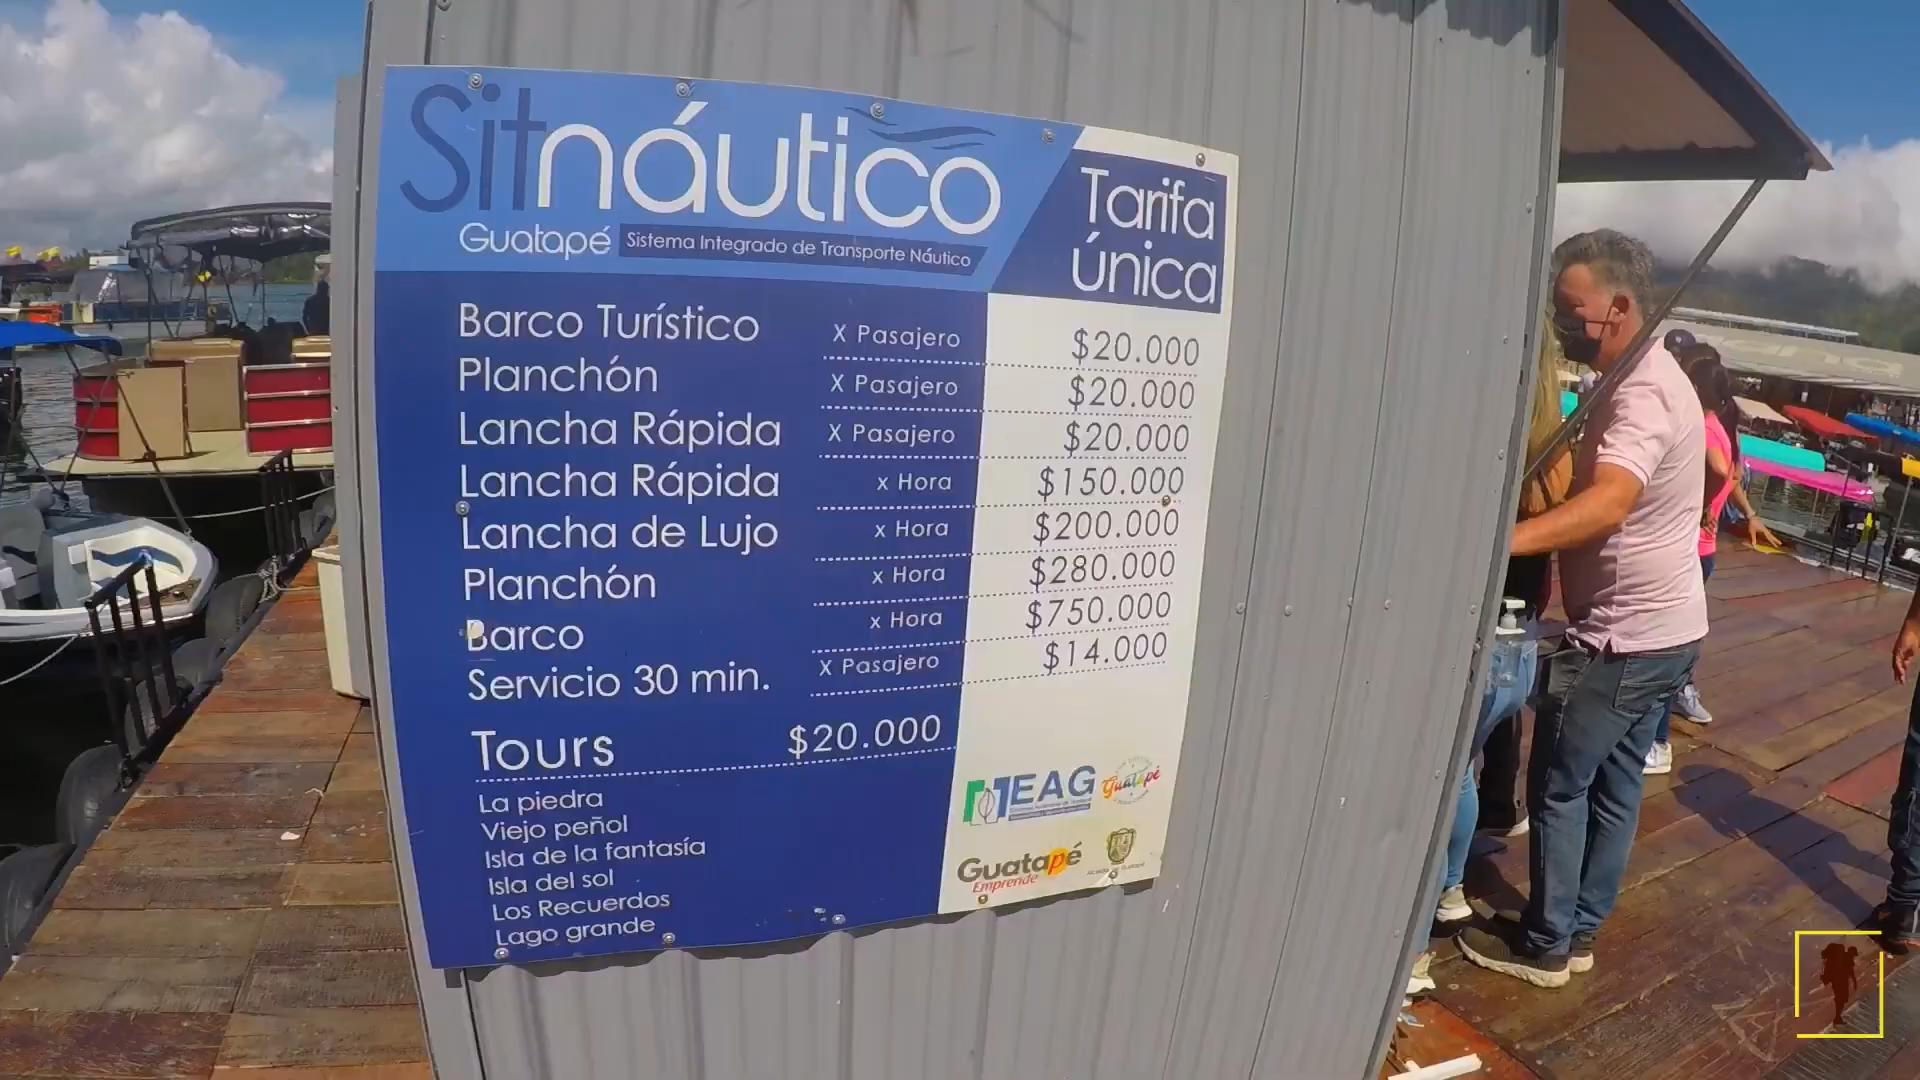 Sitnáutico
Guatapé Sistema Integrado de Transporte Náutico
Tarifa
única
Barco Turístico X Pasajero $20.000
Planchón X Pasajero $20.000
Lancha Rápida X Pasajero $20.000
Lancha Rápida x Hora $150.000
Lancha de Lujo x Hora $200.000
Planchón x Hora $280.000
Barco x Hora $750.000
Servicio 30 min. X Pasajero $14.000
Tours $20.000
La piedra
Viejo peñol
Isla de la fantasía
Isla del sol
Los Recuerdos
Lago grande
EAG
Guatapé
Guatapé
Emprende